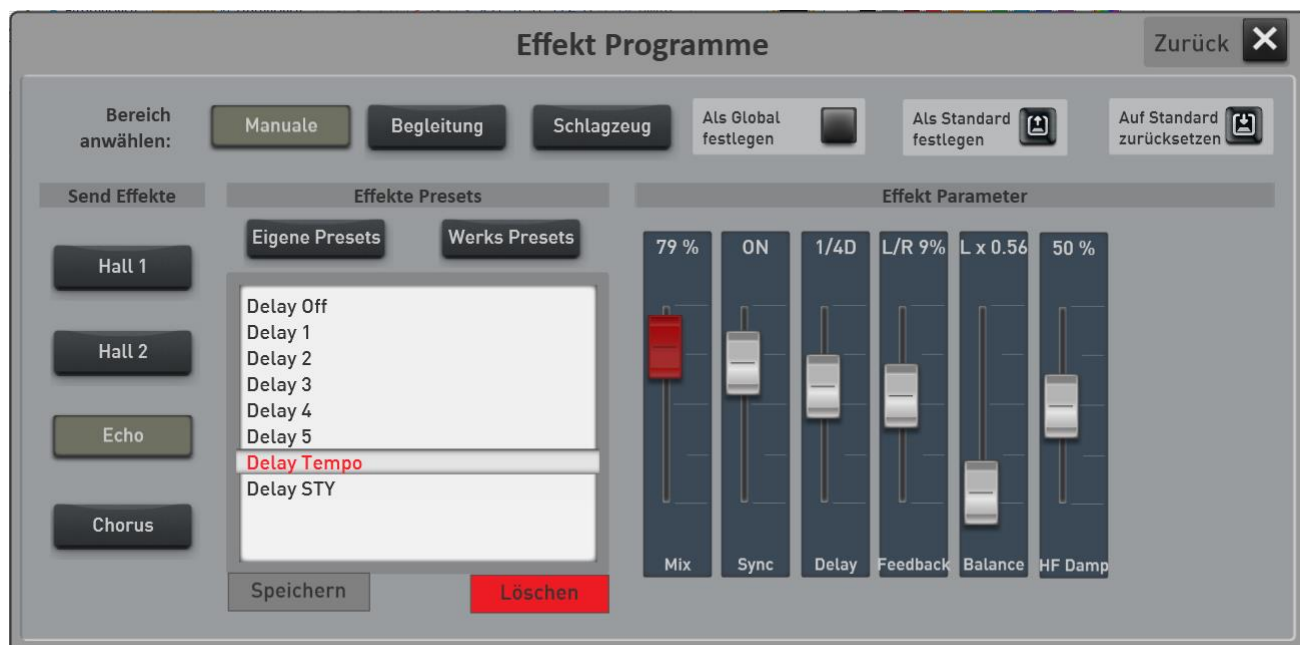 Effekt Programme
Zurück
Bereich
anwählen:
Manuale
Begleitung
Schlagzeug
Als Global
festlegen
Als Standard
festlegen
Auf Standard
zurücksetzen
Send Effekte
Effekte Presets
Effekt Parameter
Hall 1
Hall 2
Echo
Chorus
Eigene Presets
Werks Presets
Delay Off
Delay 1
Delay 2
Delay 3
Delay 4
Delay 5
Delay Tempo
Delay STY
Speichern
Löschen
79 % ON 1/4D L/R 9% L x 0.56 50 %
Mix Sync Delay Feedback Balance HF Damp